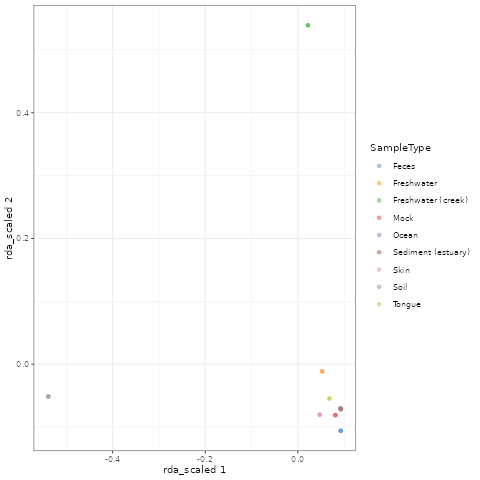 0.4
0.2
0.0
rda_scaled 2
-0.4
-0.2
0.0
rda_scaled 1
SampleType
Feces
Freshwater
Freshwater (creek)
Mock
Ocean
Sediment (estuary)
Skin
Soil
Tongue